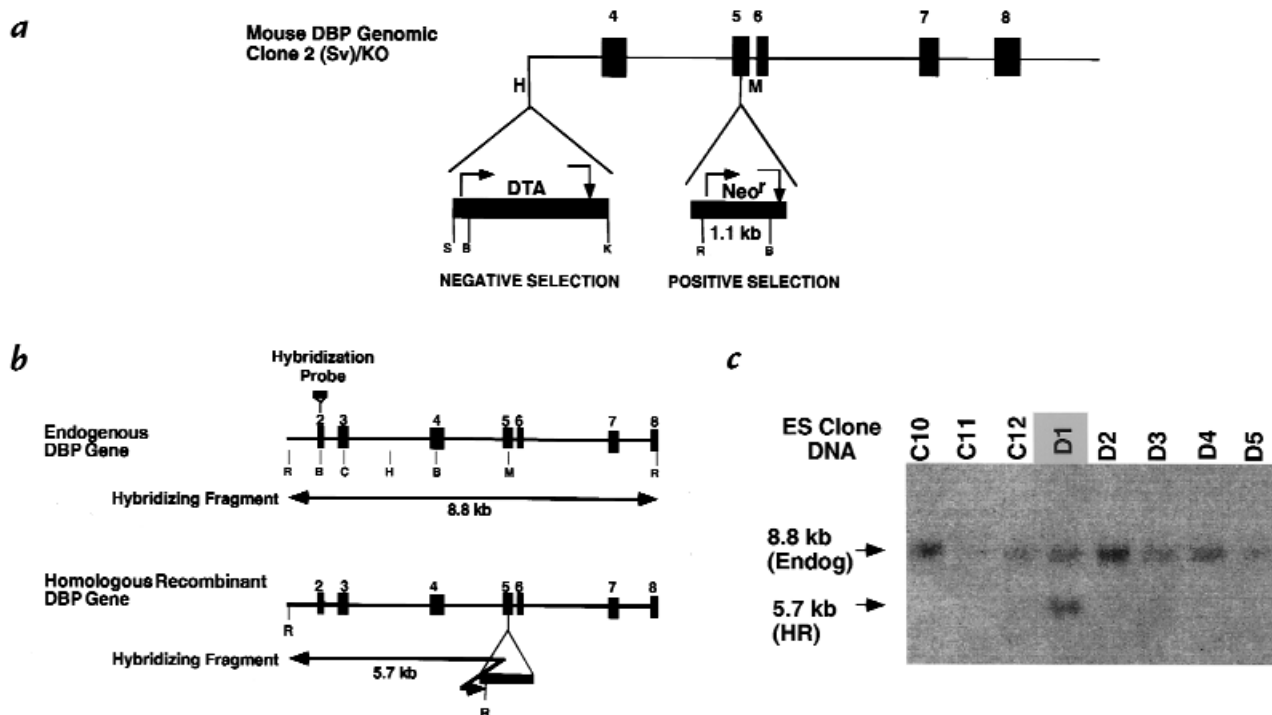 a
Mouse DBP Genomic
Clone 2 (Sv)/KO
4 5 6 7 8
H M
DTA Neoʳ
1.1 kb
S B K R B
NEGATIVE SELECTION POSITIVE SELECTION
b
Hybridization
Probe
2 3 4 5 6 7 8
Endogenous
DBP Gene
R B C H B M R
Hybridizing Fragment
8.8 kb
Homologous Recombinant
DBP Gene
2 3 4 5 6 7 8
R
Hybridizing Fragment
5.7 kb
R
c
ES Clone
DNA
C10 C11 C12 D1 D2 D3 D4 D5
8.8 kb
(Endog)
5.7 kb
(HR)